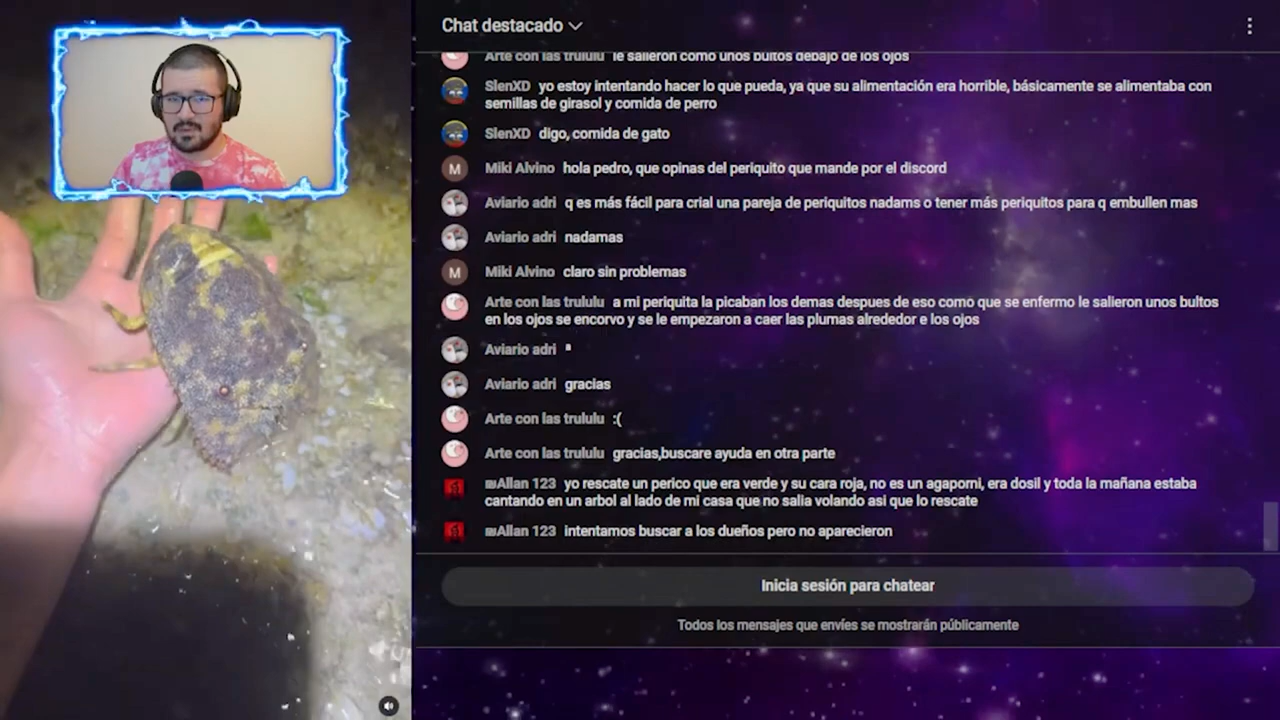 Chat destacado
Arte con las trululu le salieron como unos bultos debajo de los ojos
SlenXD yo estoy intentando hacer lo que pueda, ya que su alimentación era horrible, básicamente se alimentaba con
semillas de girasol y comida de perro
SlenXD digo, comida de gato
M
Miki Alvino hola pedro, que opinas del periquito que mande por el discord
Aviario adri q es más fácil para crial una pareja de periquitos nadams o tener más periquitos para q embullen mas
Aviario adri nadamas
M
Miki Alvino claro sin problemas
Arte con las trululu a mi periquita la picaban los demas despues de eso como que se enfermo le salieron unos bultos
en los ojos se encorvo y se le empezaron a caer las plumas alrededor e los ojos
Aviario adri ª
Aviario adri gracias
Arte con las trululu :(
Arte con las trululu gracias,buscare ayuda en otra parte
Allan 123 yo rescate un perico que era verde y su cara roja, no es un agaporni, era dosil y toda la mañana estaba
cantando en un arbol al lado de mi casa que no salia volando asi que lo rescate
Allan 123 intentamos buscar a los dueños pero no aparecieron
Inicia sesión para chatear
Todos los mensajes que envíes se mostrarán públicamente